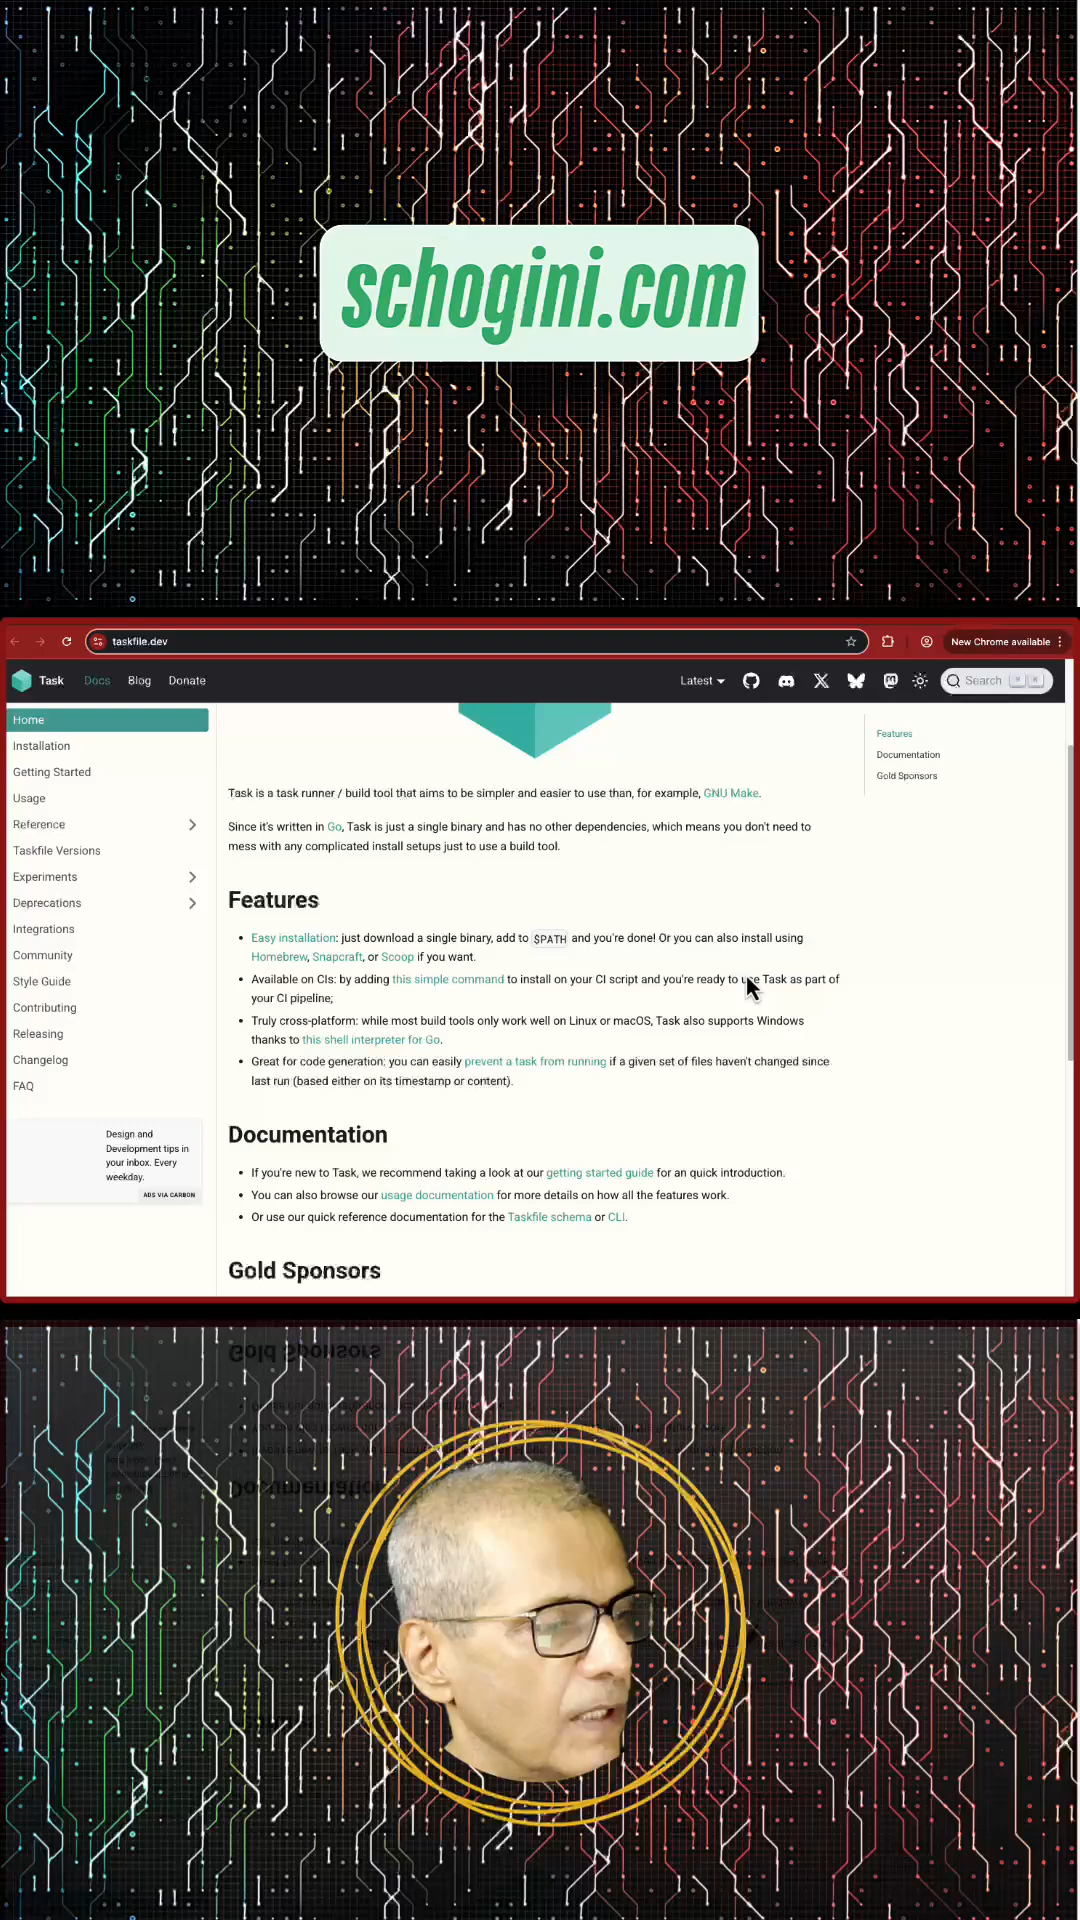 schogini.com
taskfile.dev
New Chrome available
Task Docs Blog Donate Latest Search
Home
Installation
Getting Started
Usage
Reference
Taskfile Versions
Experiments
Deprecations
Integrations
Community
Style Guide
Contributing
Releasing
Changelog
FAQ
Design and
Development tips in
your inbox. Every
weekday.
ADS VIA CARBON
Task is a task runner / build tool that aims to be simpler and easier to use than, for example, GNU Make.
Since it's written in Go, Task is just a single binary and has no other dependencies, which means you don't need to
mess with any complicated install setups just to use a build tool.
Features
• Easy installation: just download a single binary, add to $PATH and you're done! Or you can also install using
Homebrew, Snapcraft, or Scoop if you want.
• Available on CIs: by adding this simple command to install on your CI script and you're ready to use Task as part of
your CI pipeline;
• Truly cross-platform: while most build tools only work well on Linux or macOS, Task also supports Windows
thanks to this shell interpreter for Go.
• Great for code generation: you can easily prevent a task from running if a given set of files haven't changed since
last run (based either on its timestamp or content).
Documentation
• If you're new to Task, we recommend taking a look at our getting started guide for an quick introduction.
• You can also browse our usage documentation for more details on how all the features work.
• Or use our quick reference documentation for the Taskfile schema or CLI.
Gold Sponsors
Features
Documentation
Gold Sponsors
Gold Sponsors
Documentation